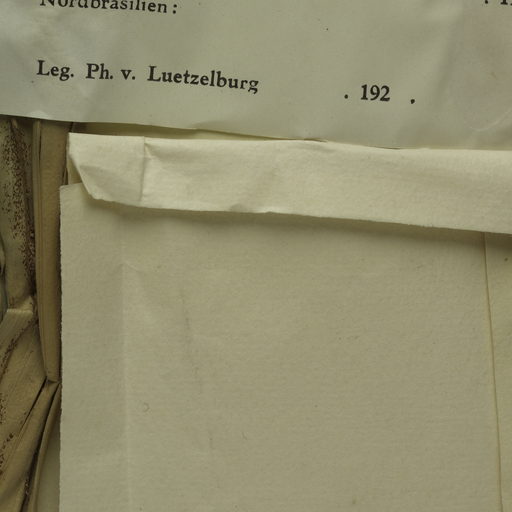 Nordbrasilien:
Leg. Ph. v. Luetzelburg . 192 .